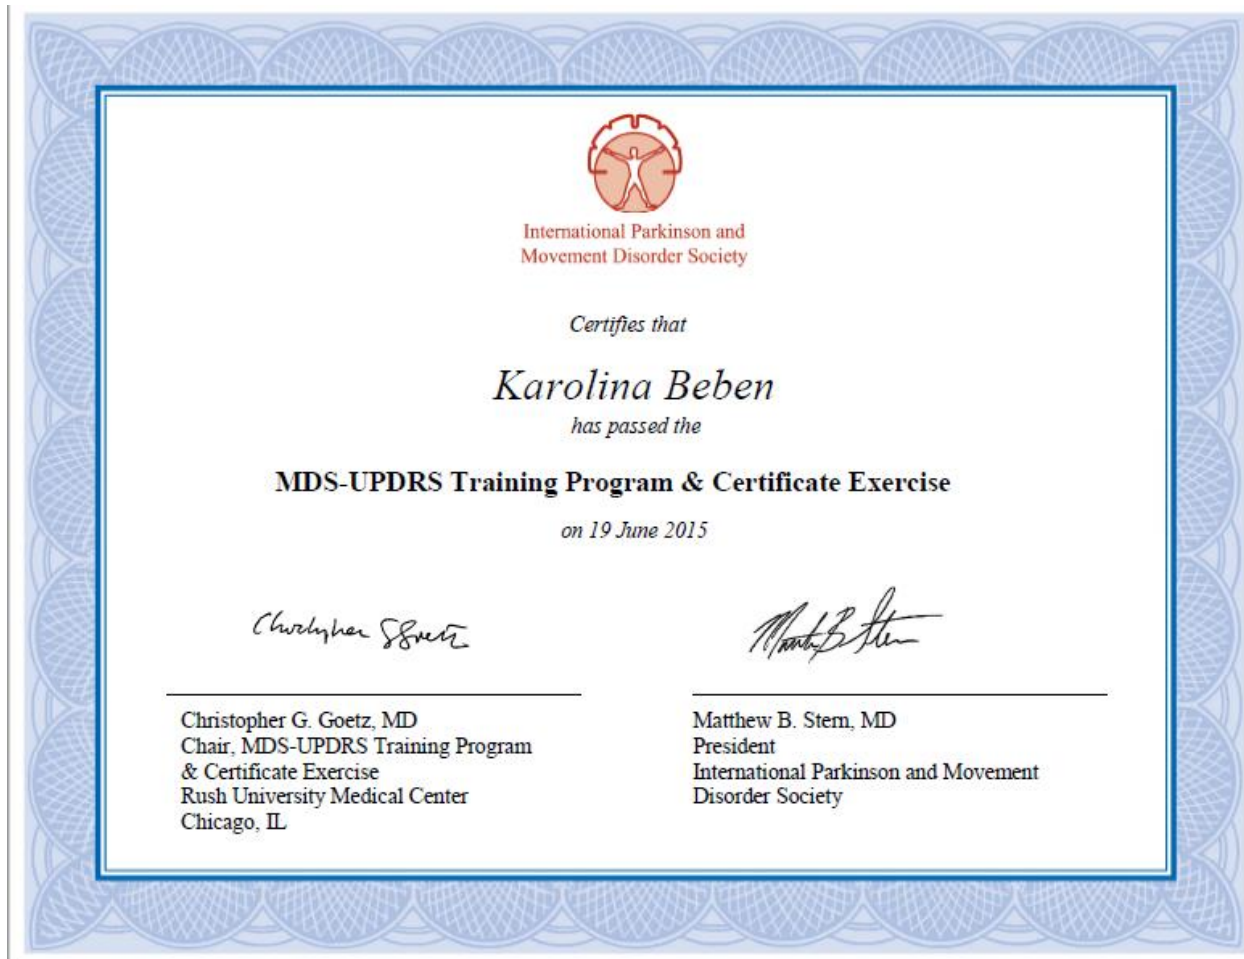 International Parkinson and
Movement Disorder Society
Certifies that
Karolina Beben
has passed the
MDS-UPDRS Training Program & Certificate Exercise
on 19 June 2015
Christopher G. Goetz, MD
Chair, MDS-UPDRS Training Program
& Certificate Exercise
Rush University Medical Center
Chicago, IL
Matthew B. Stern, MD
President
International Parkinson and Movement
Disorder Society